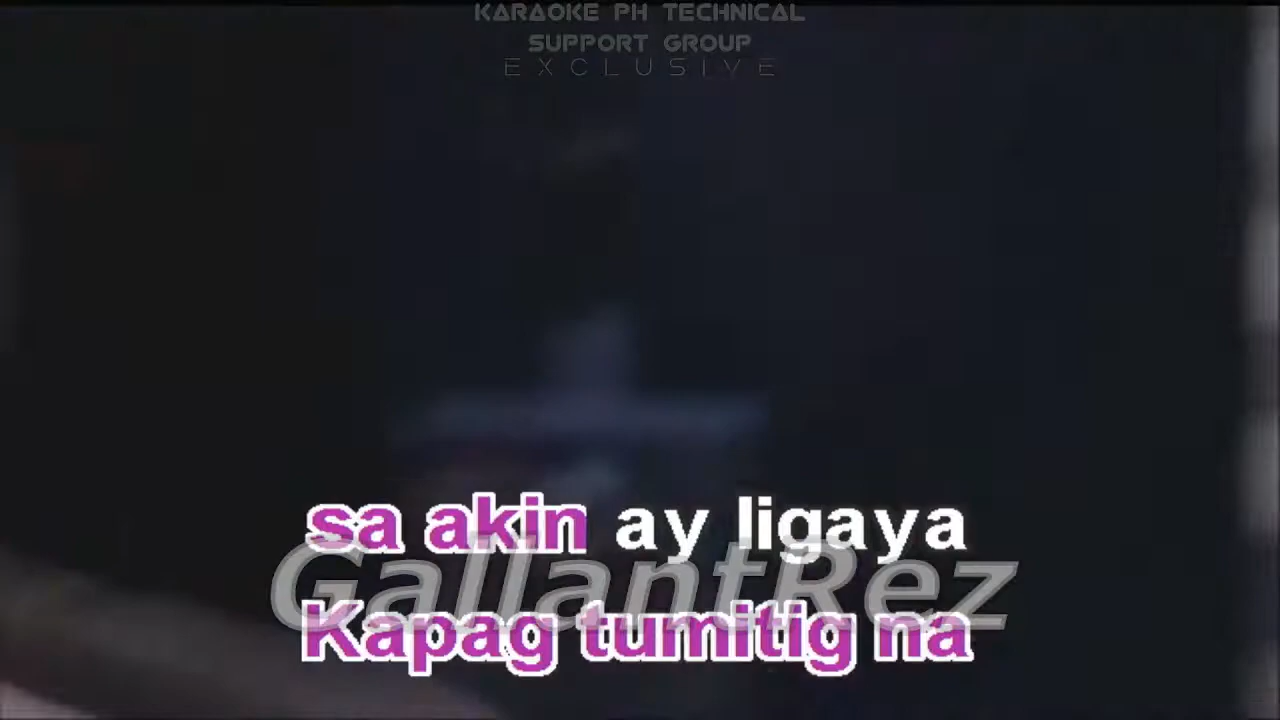 KARAOKE PH TECHNICAL
SUPPORT GROUP
EXCLUSIVE
sa akin ay ligaya
GallantRez
Kapag tumitig na